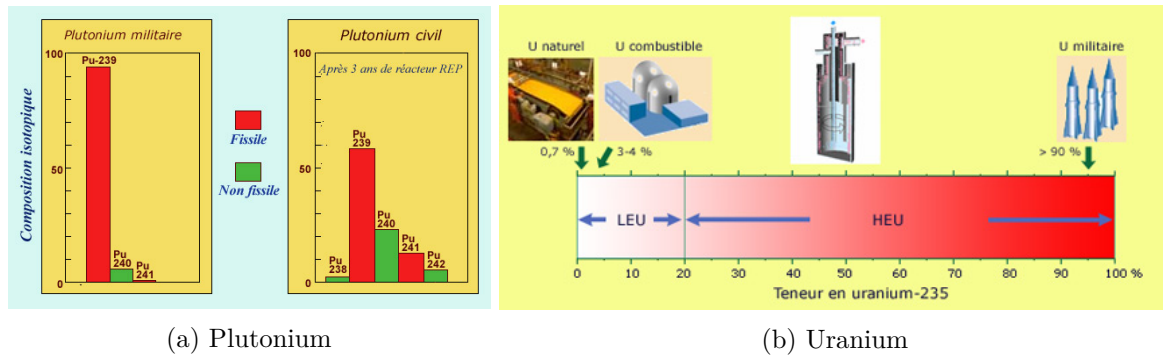 Plutonium militaire
Composition isotopique
100
50
0
Pu-239
Pu
240
Pu
241
Fissile
Non fissile
Plutonium civil
Après 3 ans de réacteur REP
100
50
0
Pu
238
Pu
239
Pu
240
Pu
241
Pu
242
(a) Plutonium
U naturel
U combustible
U militaire
0,7 %
3-4 %
> 90 %
LEU
HEU
0 10 20 30 40 50 60 70 80 90 100 %
Teneur en uranium-235
(b) Uranium